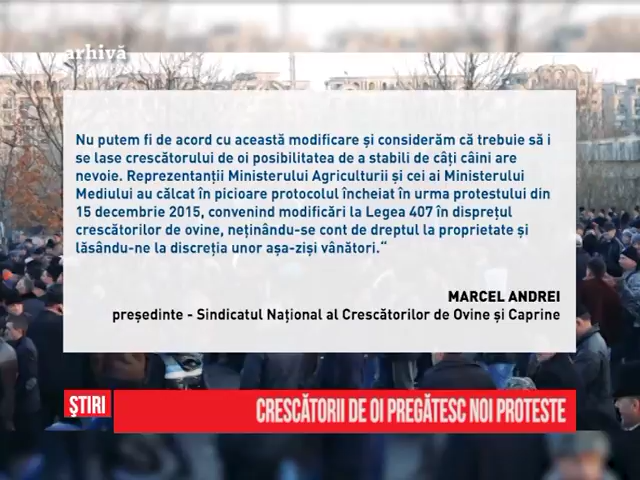 arhivă
Nu putem fi de acord cu această modificare și considerăm că trebuie să i
se lase crescătorului de oi posibilitatea de a stabili de câți câini are
nevoie. Reprezentanții Ministerului Agriculturii și cei ai Ministerului
Mediului au călcat în picioare protocolul încheiat în urma protestului din
15 decembrie 2015, convenind modificări la Legea 407 în disprețul
crescătorilor de ovine, neținându-se cont de dreptul la proprietate și
lăsându-ne la discreția unor așa-ziși vânători.“
MARCEL ANDREI
președinte - Sindicatul Național al Crescătorilor de Ovine și Caprine
ŞTIRI
CRESCĂTORII DE OI PREGĂTESC NOI PROTESTE